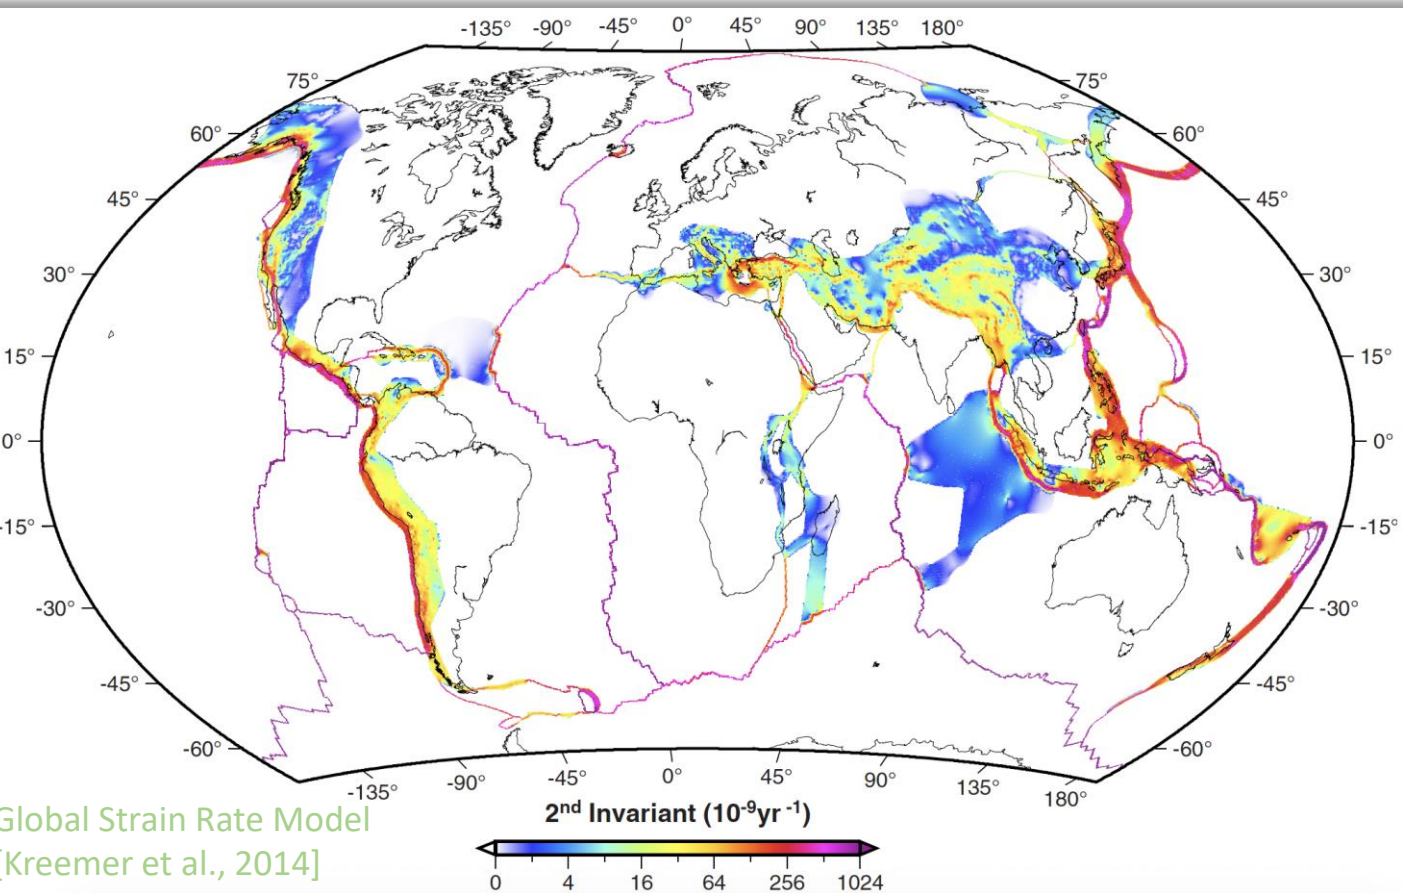 -135° -90° -45° 0° 45° 90° 135° 180°
75° 75°
60° 60°
45° 45°
30° 30°
15° 15°
0° 0°
-15° -15°
-30° -30°
-45° -45°
-60° -60°
-135° -90° -45° 0° 45° 90° 135° 180°
2nd Invariant (10-9yr -1)
Global Strain Rate Model
[Kreemer et al., 2014]
0 4 16 64 256 1024